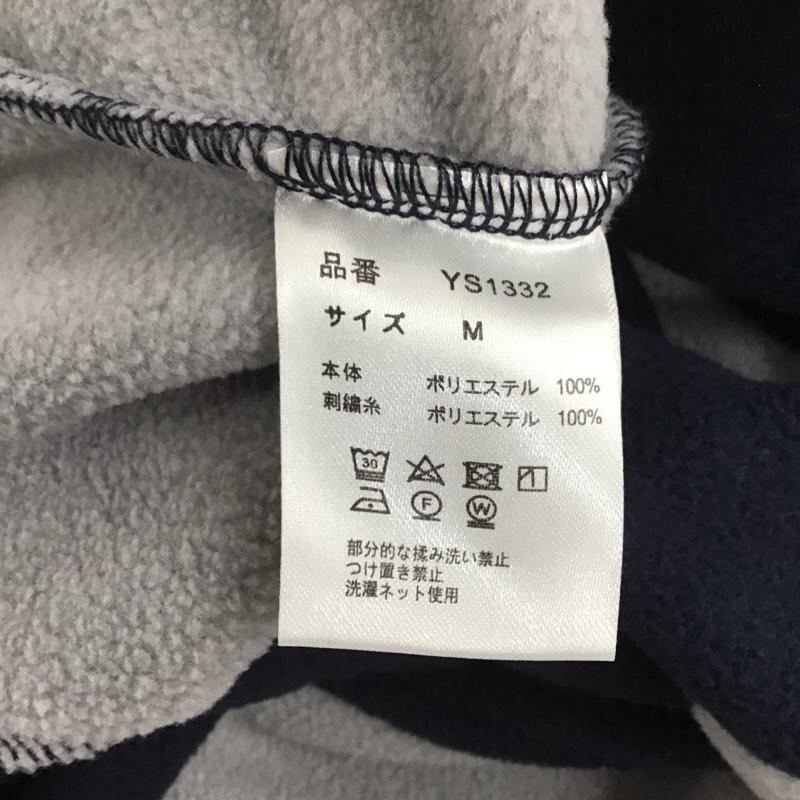 品番 YS1332
サイズ M
本体 ポリエステル 100%
刺繍糸 ポリエステル 100%
30
F W
部分的な揉み洗い禁止
つけ置き禁止
洗濯ネット使用